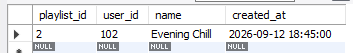 playlist_id user_id name created_at
2 102 Evening Chill 2026-09-12 18:45:00
NULL NULL NULL NULL